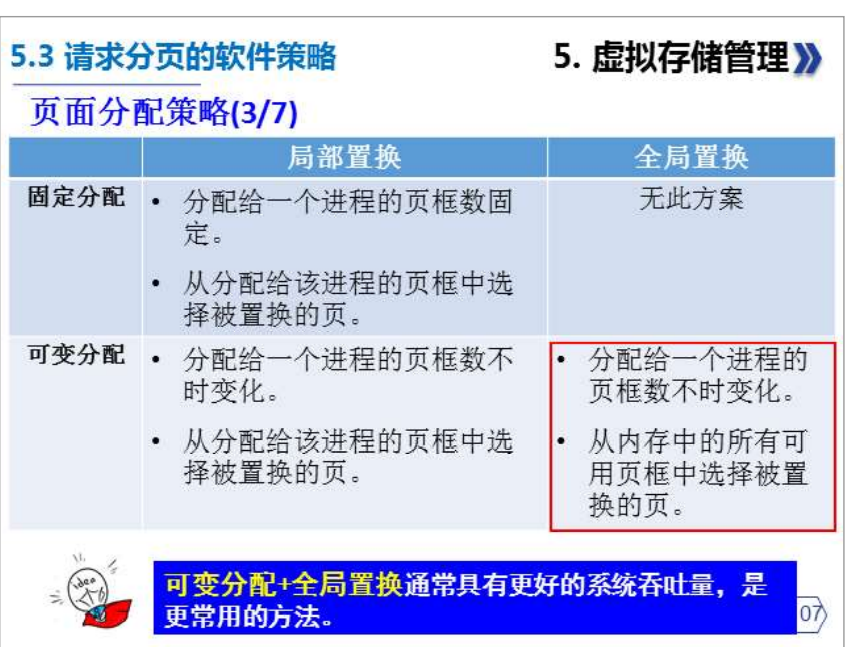 5.3 请求分页的软件策略
5. 虚拟存储管理
页面分配策略(3/7)
局部置换
全局置换
固定分配
• 分配给一个进程的页框数固
定。
• 从分配给该进程的页框中选
择被置换的页。
无此方案
可变分配
• 分配给一个进程的页框数不
时变化。
• 从分配给该进程的页框中选
择被置换的页。
• 分配给一个进程的
页框数不时变化。
• 从内存中的所有可
用页框中选择被置
换的页。
idea
可变分配+全局置换通常具有更好的系统吞吐量，是
更常用的方法。
07